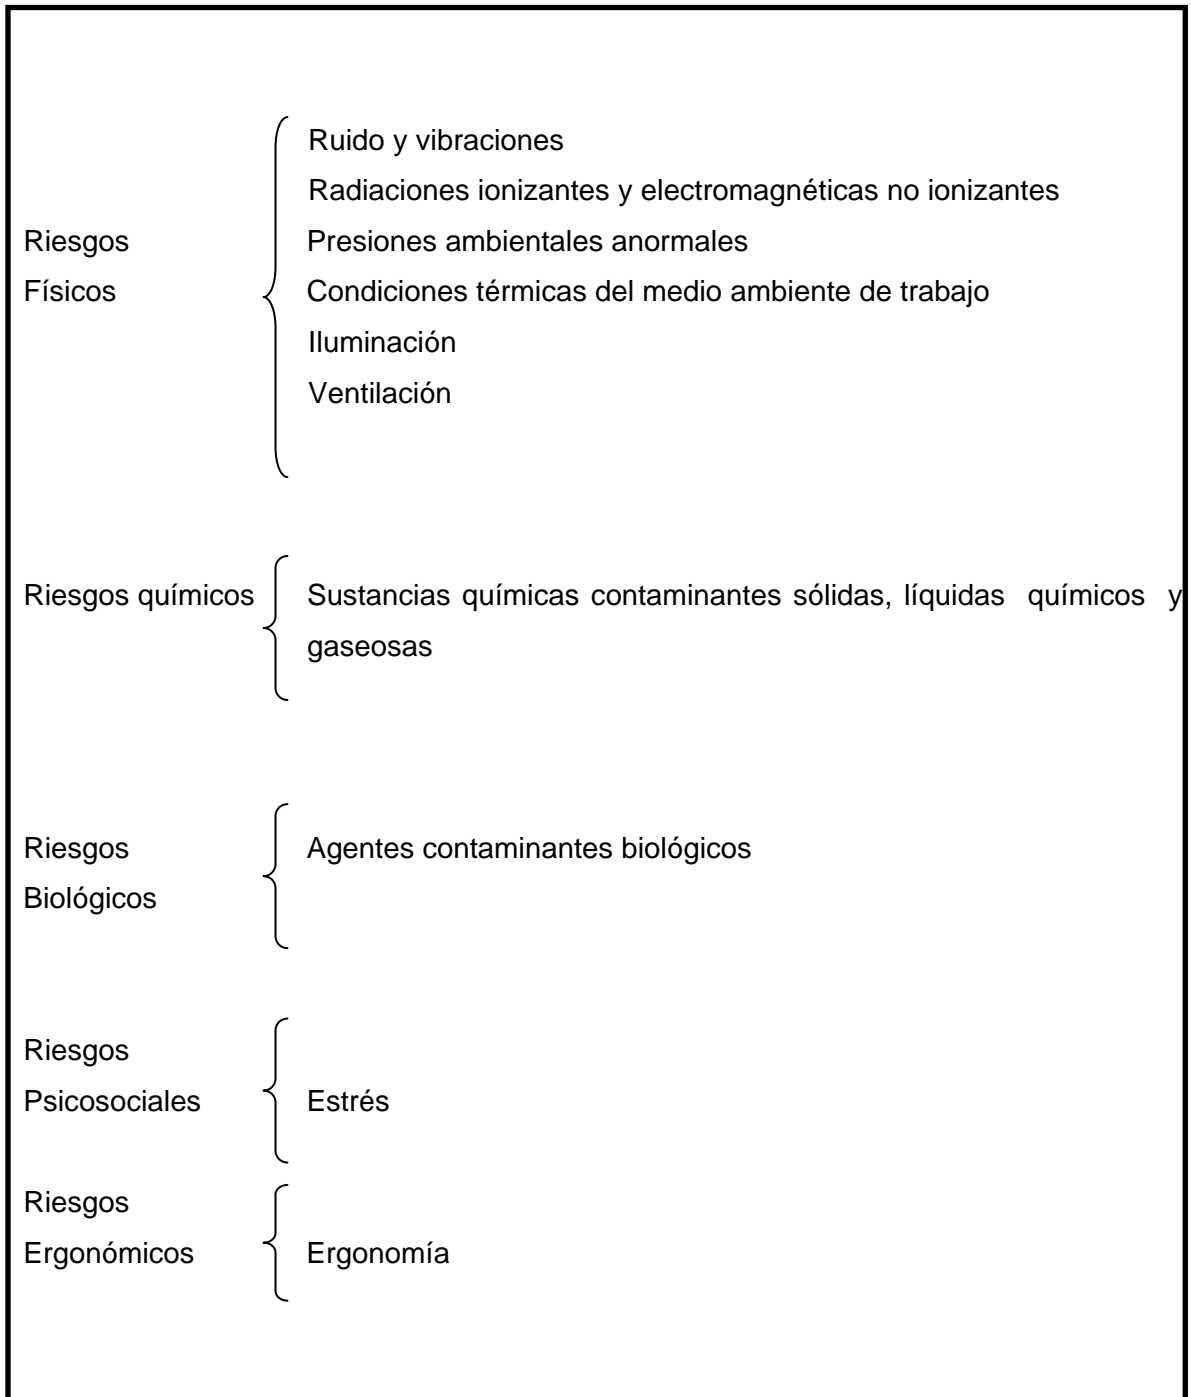 Ruido y vibraciones
Radiaciones ionizantes y electromagnéticas no ionizantes
Riesgos Presiones ambientales anormales
Físicos Condiciones térmicas del medio ambiente de trabajo
Iluminación
Ventilación
Riesgos químicos Sustancias químicas contaminantes sólidas, líquidas químicos y
gaseosas
Riesgos Agentes contaminantes biológicos
Biológicos
Riesgos
Psicosociales Estrés
Riesgos
Ergonómicos Ergonomía